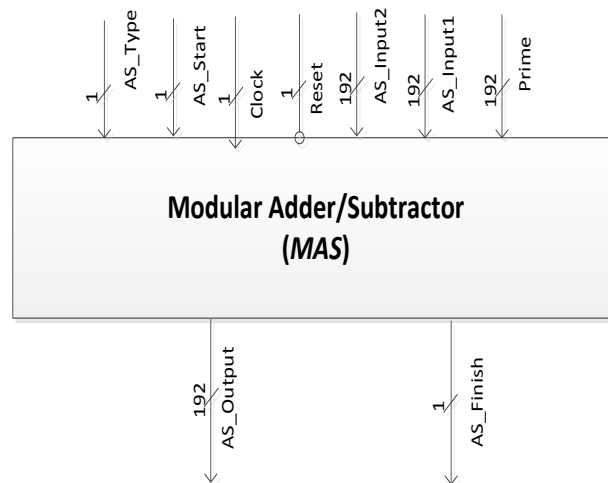 1
AS_Type
1
AS_Start
1
Clock
1
Reset
192
AS_Input2
192
AS_Input1
192
Prime
Modular Adder/Subtractor
(MAS)
192
AS_Output
1
AS_Finish